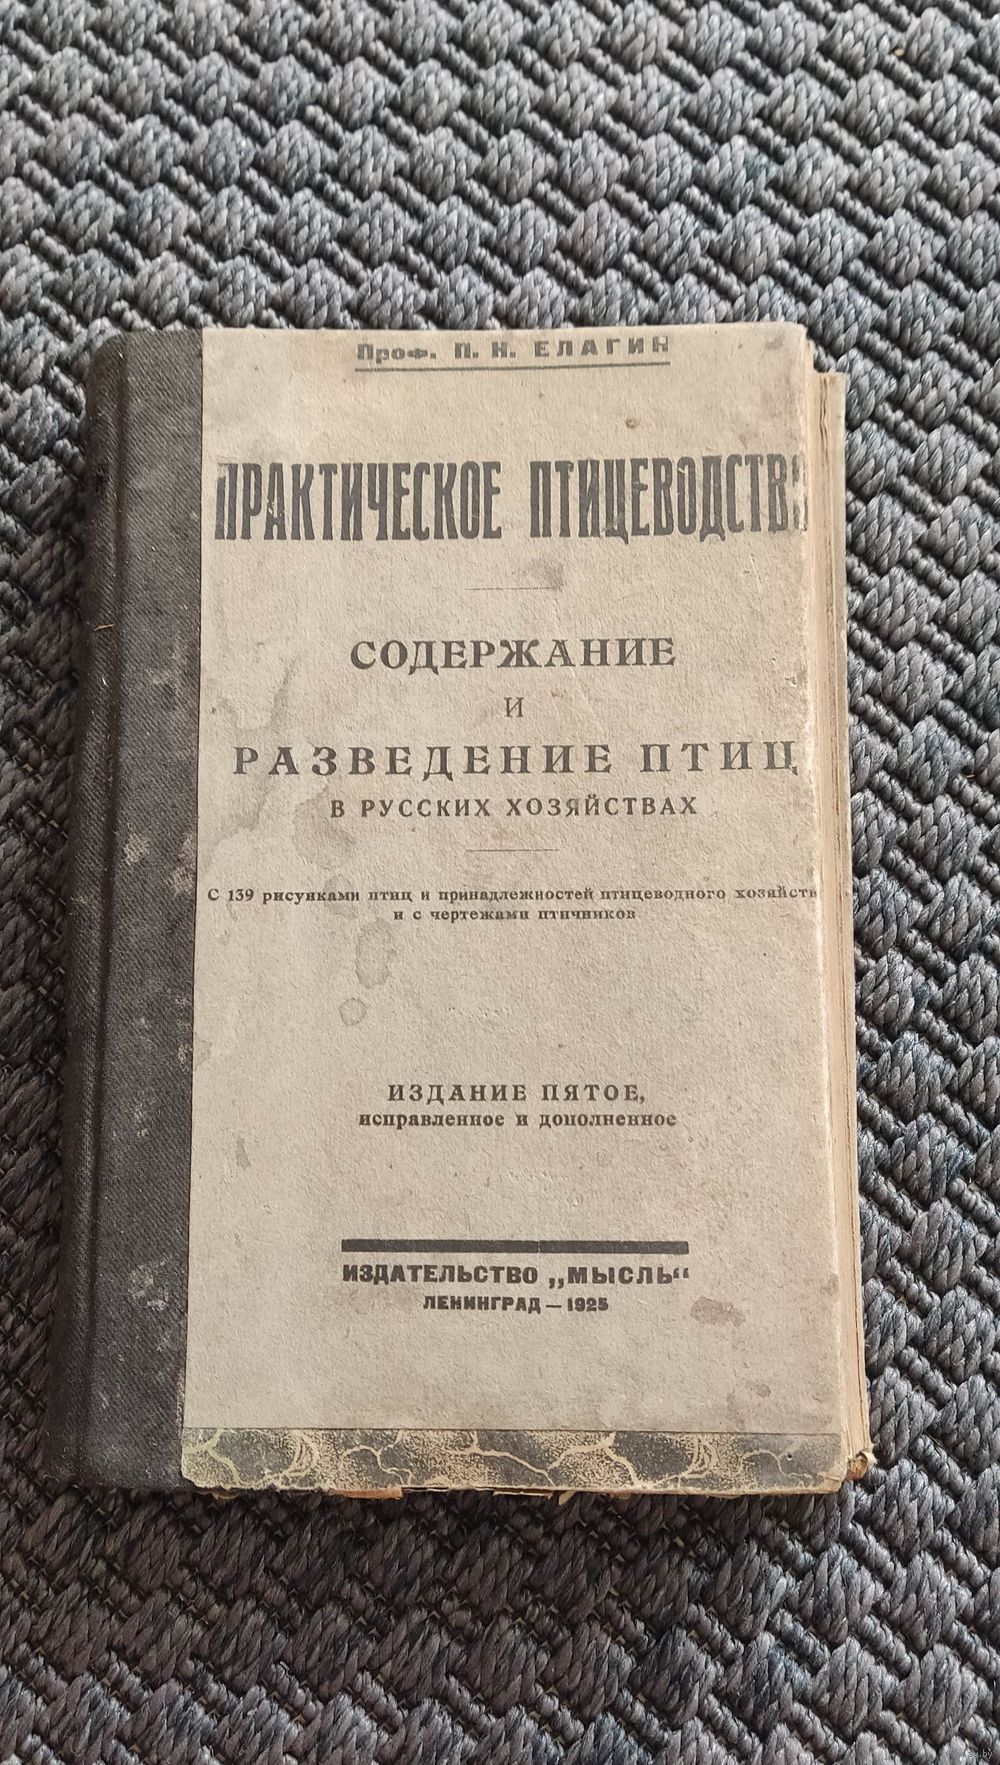 Проф. П. Н. ЕЛАГИН
ПРАКТИЧЕСКОЕ ПТИЦЕВОДСТВО
СОДЕРЖАНИЕ
И
РАЗВЕДЕНИЕ ПТИЦ
В РУССКИХ ХОЗЯЙСТВАХ
С 139 рисунками птиц и принадлежностей птицеводного хозяйств
и с чертежами птичников
ИЗДАНИЕ ПЯТОЕ,
исправленное и дополненное
ИЗДАТЕЛЬСТВО „МЫСЛЬ“
ЛЕНИНГРАД — 1925